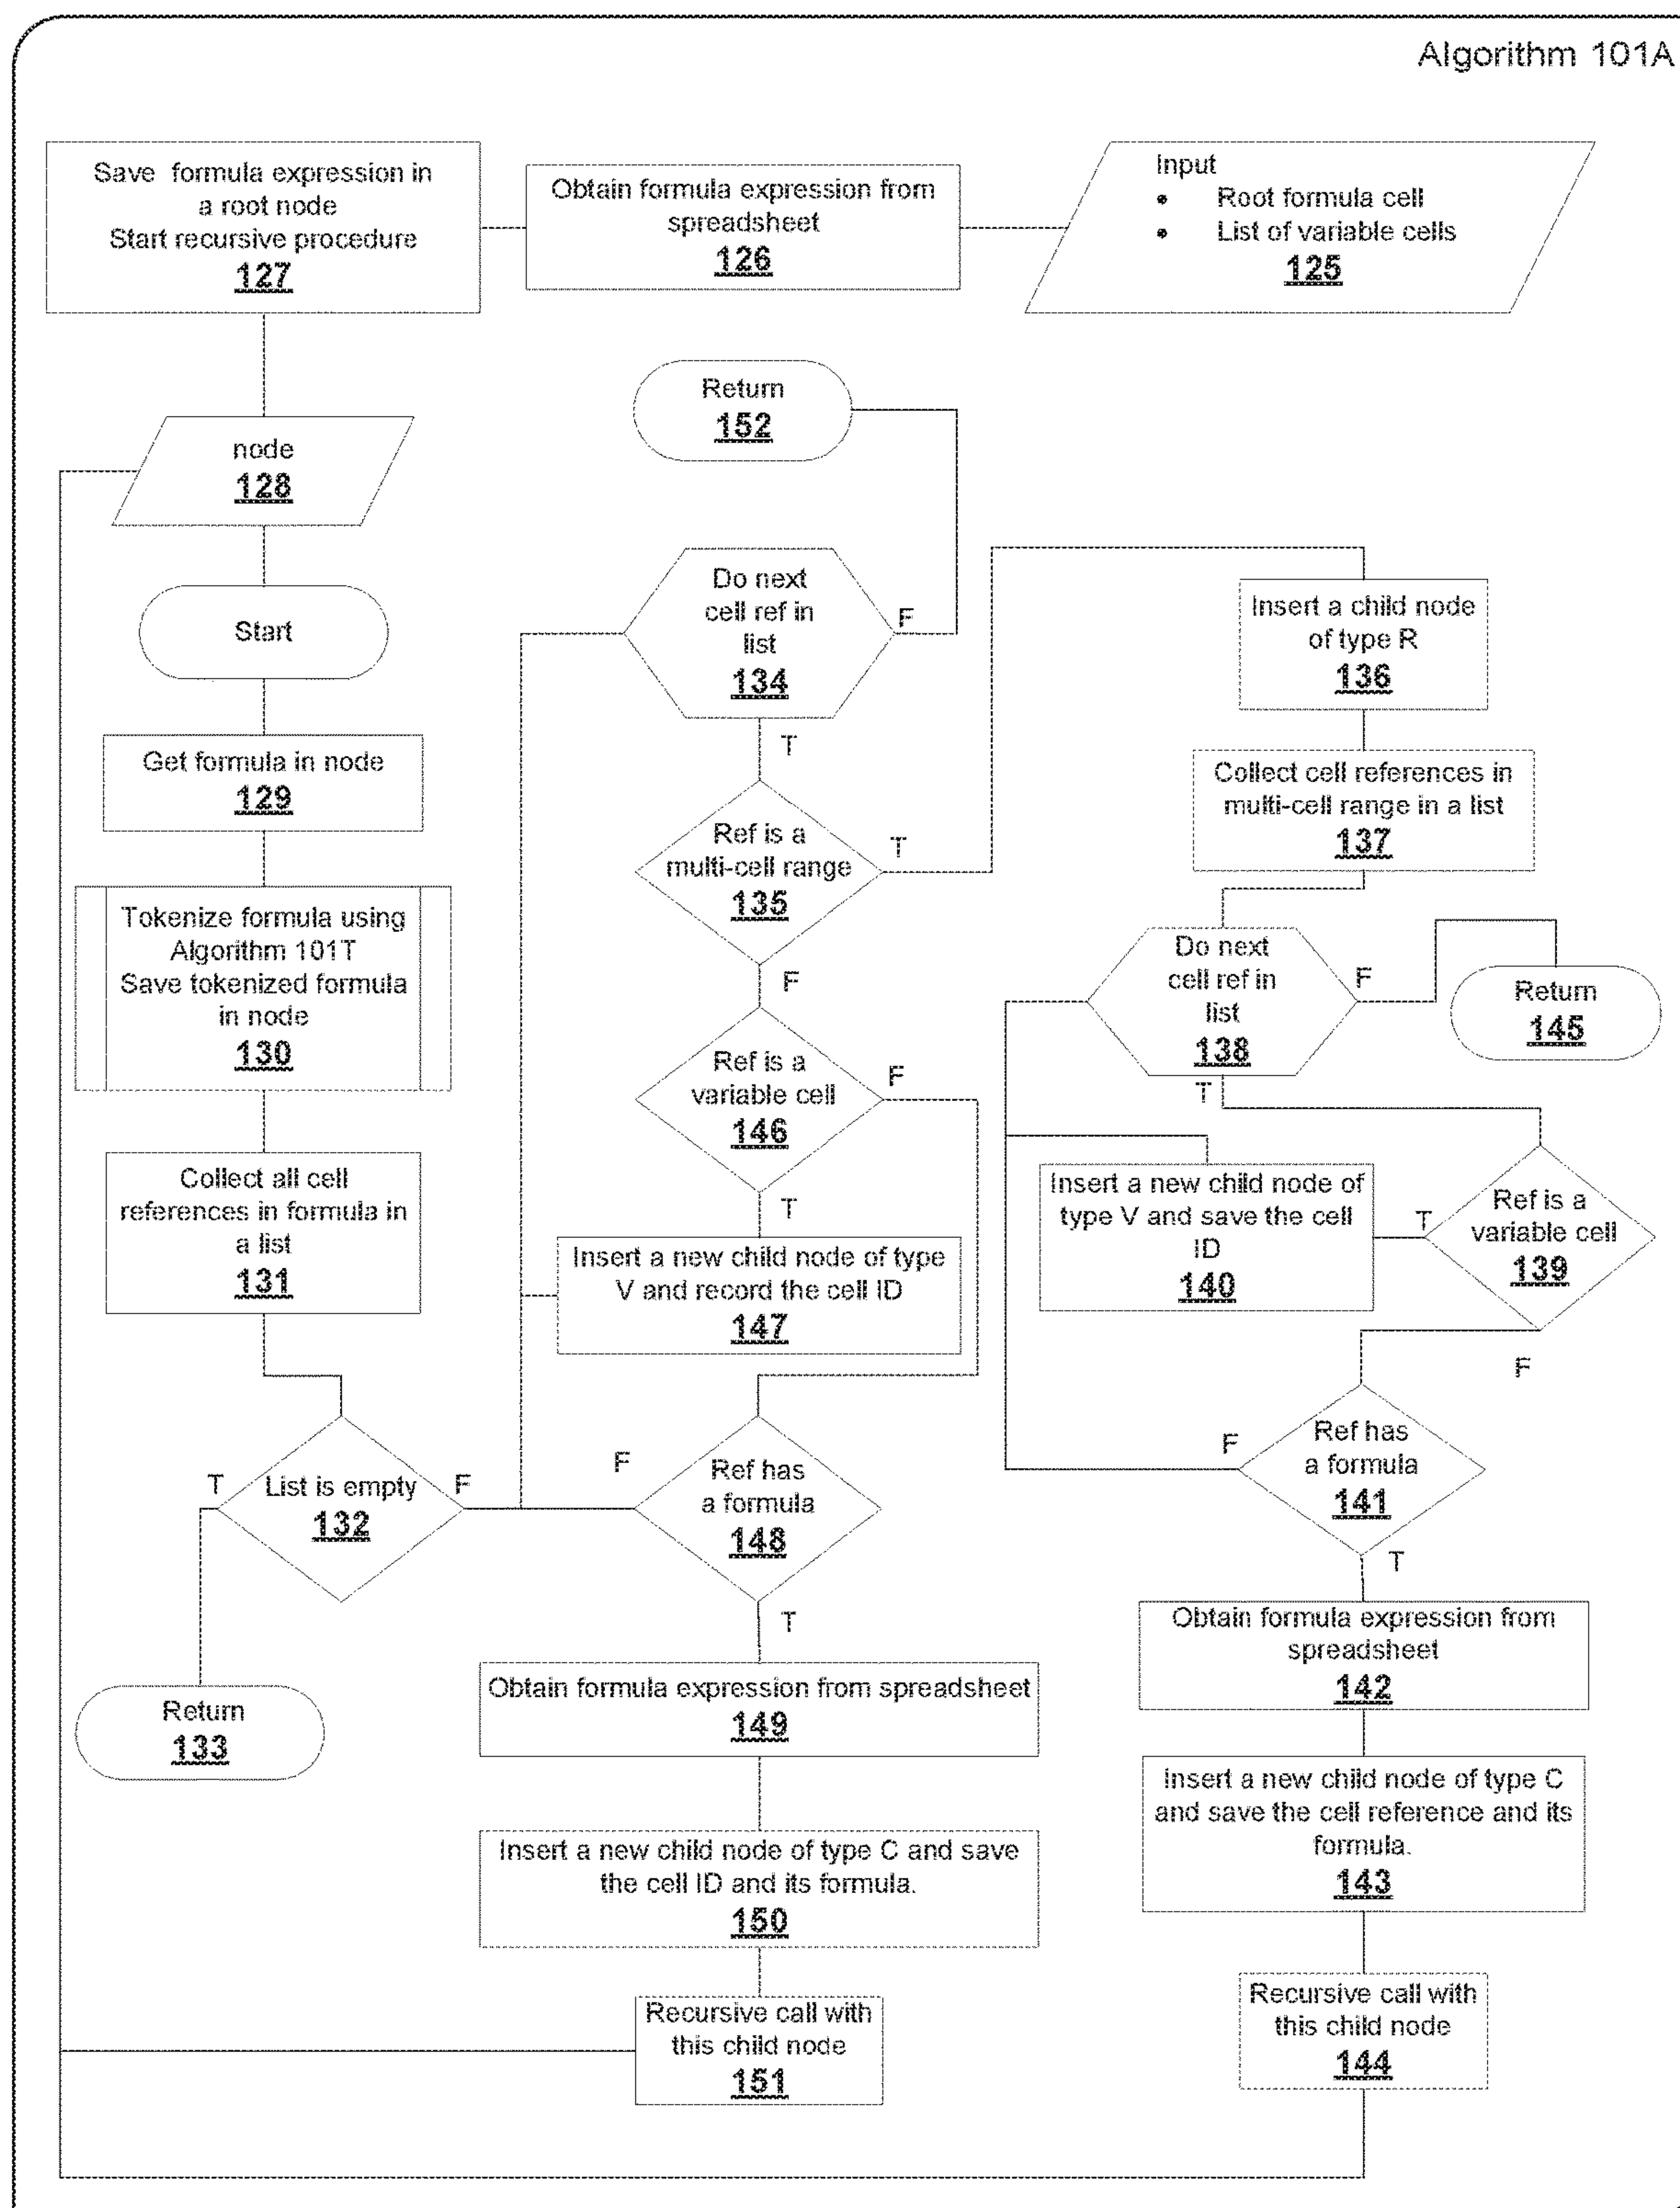 Algorithm 101A
Save formula expression in
a root node
Start recursive procedure
127
Obtain formula expression from
spreadsheet
126
Input
• Root formula cell
• List of variable cells
125
node
128
Start
Get formula in node
129
Tokenize formula using
Algorithm 101T
Save tokenized formula
in node
130
Collect all cell
references in formula in
a list
131
T
List is empty
132
F
Return
133
Return
152
Do next
cell ref in
list
134
F
T
Ref is a
multi-cell range
135
T
F
Ref is a
variable cell
146
F
T
Insert a new child node of type
V and record the cell ID
147
F
Ref has
a formula
148
T
Obtain formula expression from spreadsheet
149
Insert a new child node of type C and save
the cell ID and its formula.
150
Recursive call with
this child node
151
Insert a child node
of type R
136
Collect cell references in
multi-cell range in a list
137
Do next
cell ref in
list
138
F
Return
145
T
Insert a new child node of
type V and save the cell
ID
140
T
Ref is a
variable cell
139
F
F
Ref has
a formula
141
T
Obtain formula expression from
spreadsheet
142
Insert a new child node of type C
and save the cell reference and its
formula.
143
Recursive call with
this child node
144